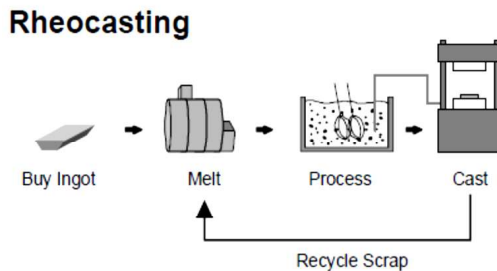 Rheocasting
Buy Ingot
Melt
Process
Cast
Recycle Scrap